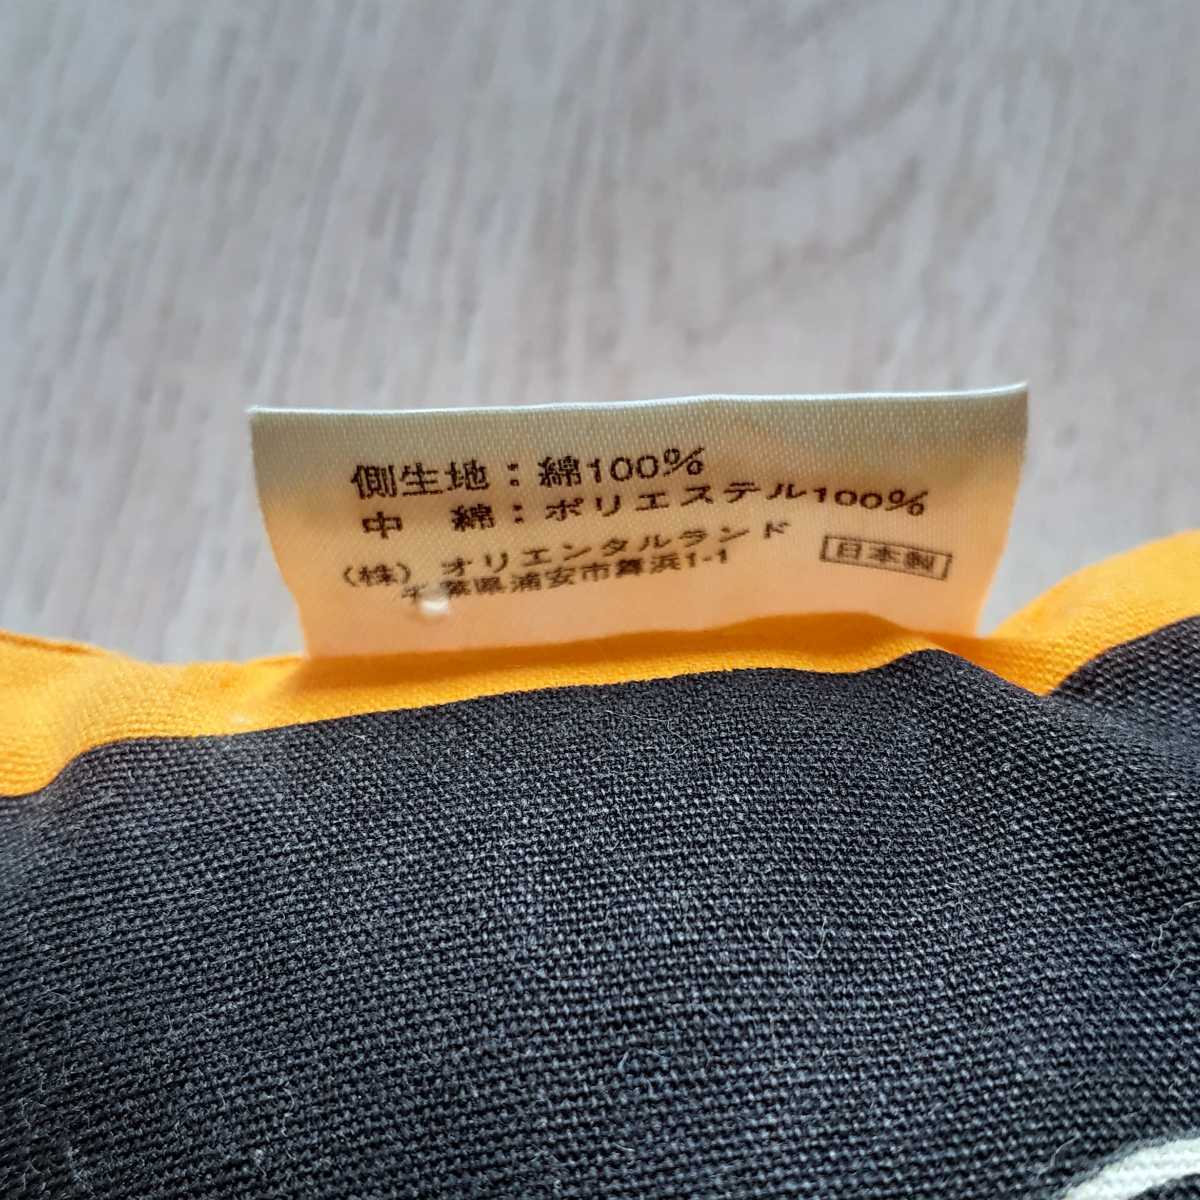 側生地：綿100%
中　綿：ポリエステル100%
(株)オリエンタルランド
千葉県浦安市舞浜1-1
日本製